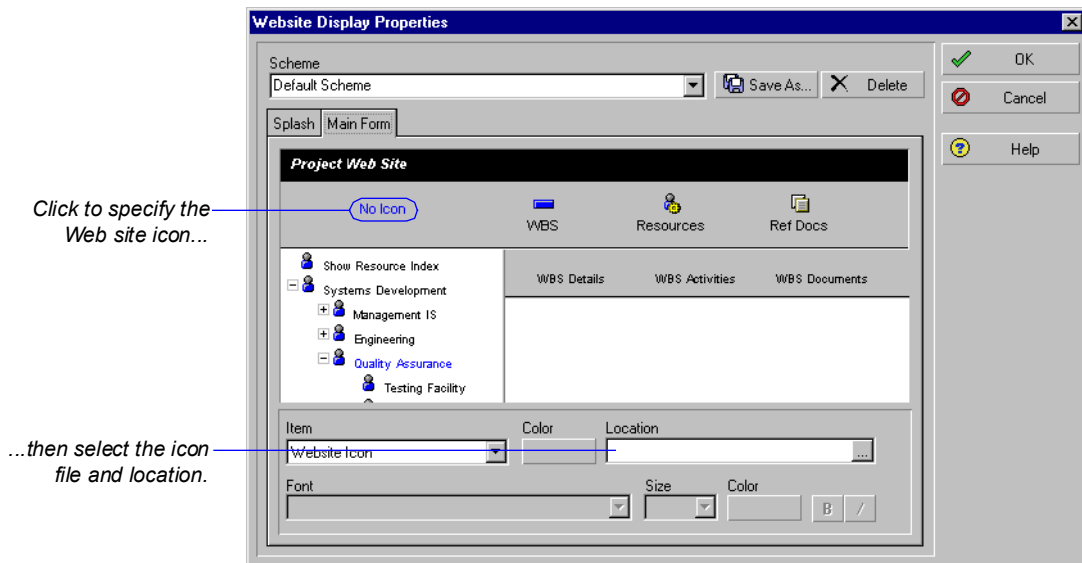 Website Display Properties
Scheme
Default Scheme
Save As...
Delete
OK
Cancel
Help
Splash
Main Form
Project Web Site
No Icon
WBS
Resources
Ref Docs
Click to specify the
Web site icon...
Show Resource Index
Systems Development
Management IS
Engineering
Quality Assurance
Testing Facility
WBS Details
WBS Activities
WBS Documents
...then select the icon
file and location.
Item
Color
Location
Website Icon
...
Font
Size
Color
B
I